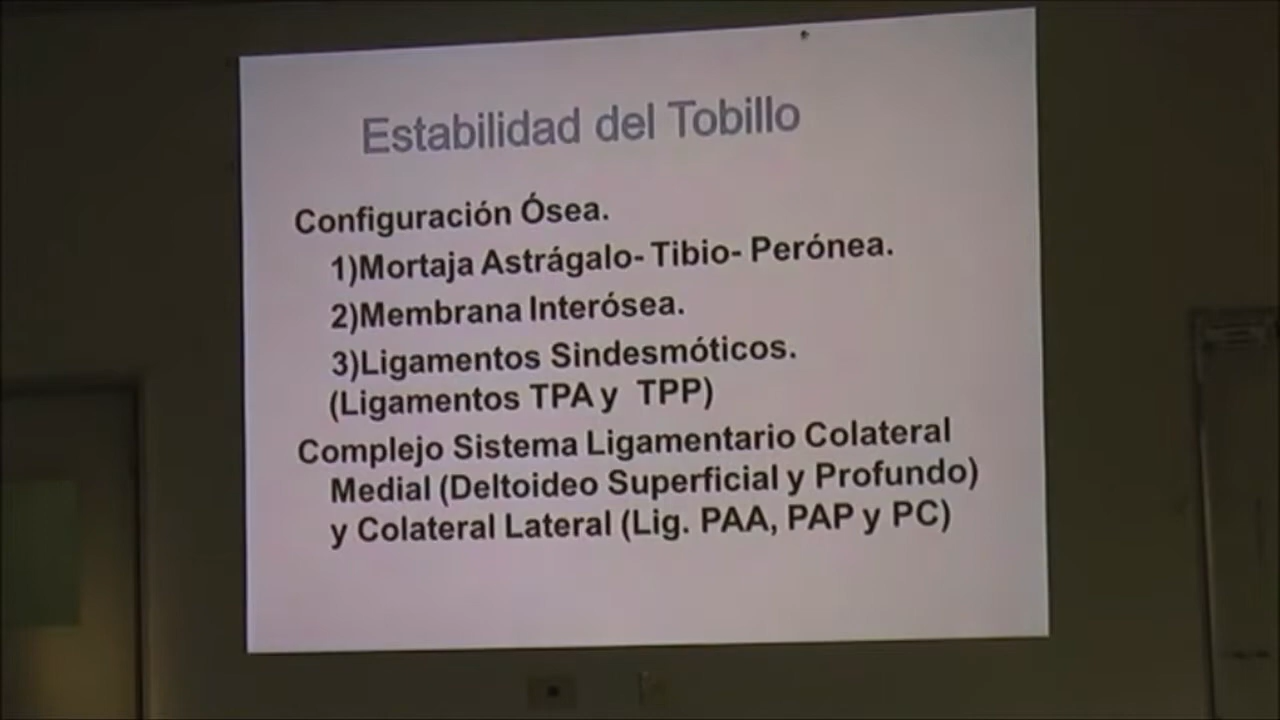 Estabilidad del Tobillo
Configuración Ósea.
1)Mortaja Astrágalo- Tibio- Perónea.
2)Membrana Interósea.
3)Ligamentos Sindesmóticos.
(Ligamentos TPA y TPP)
Complejo Sistema Ligamentario Colateral
Medial (Deltoideo Superficial y Profundo)
y Colateral Lateral (Lig. PAA, PAP y PC)